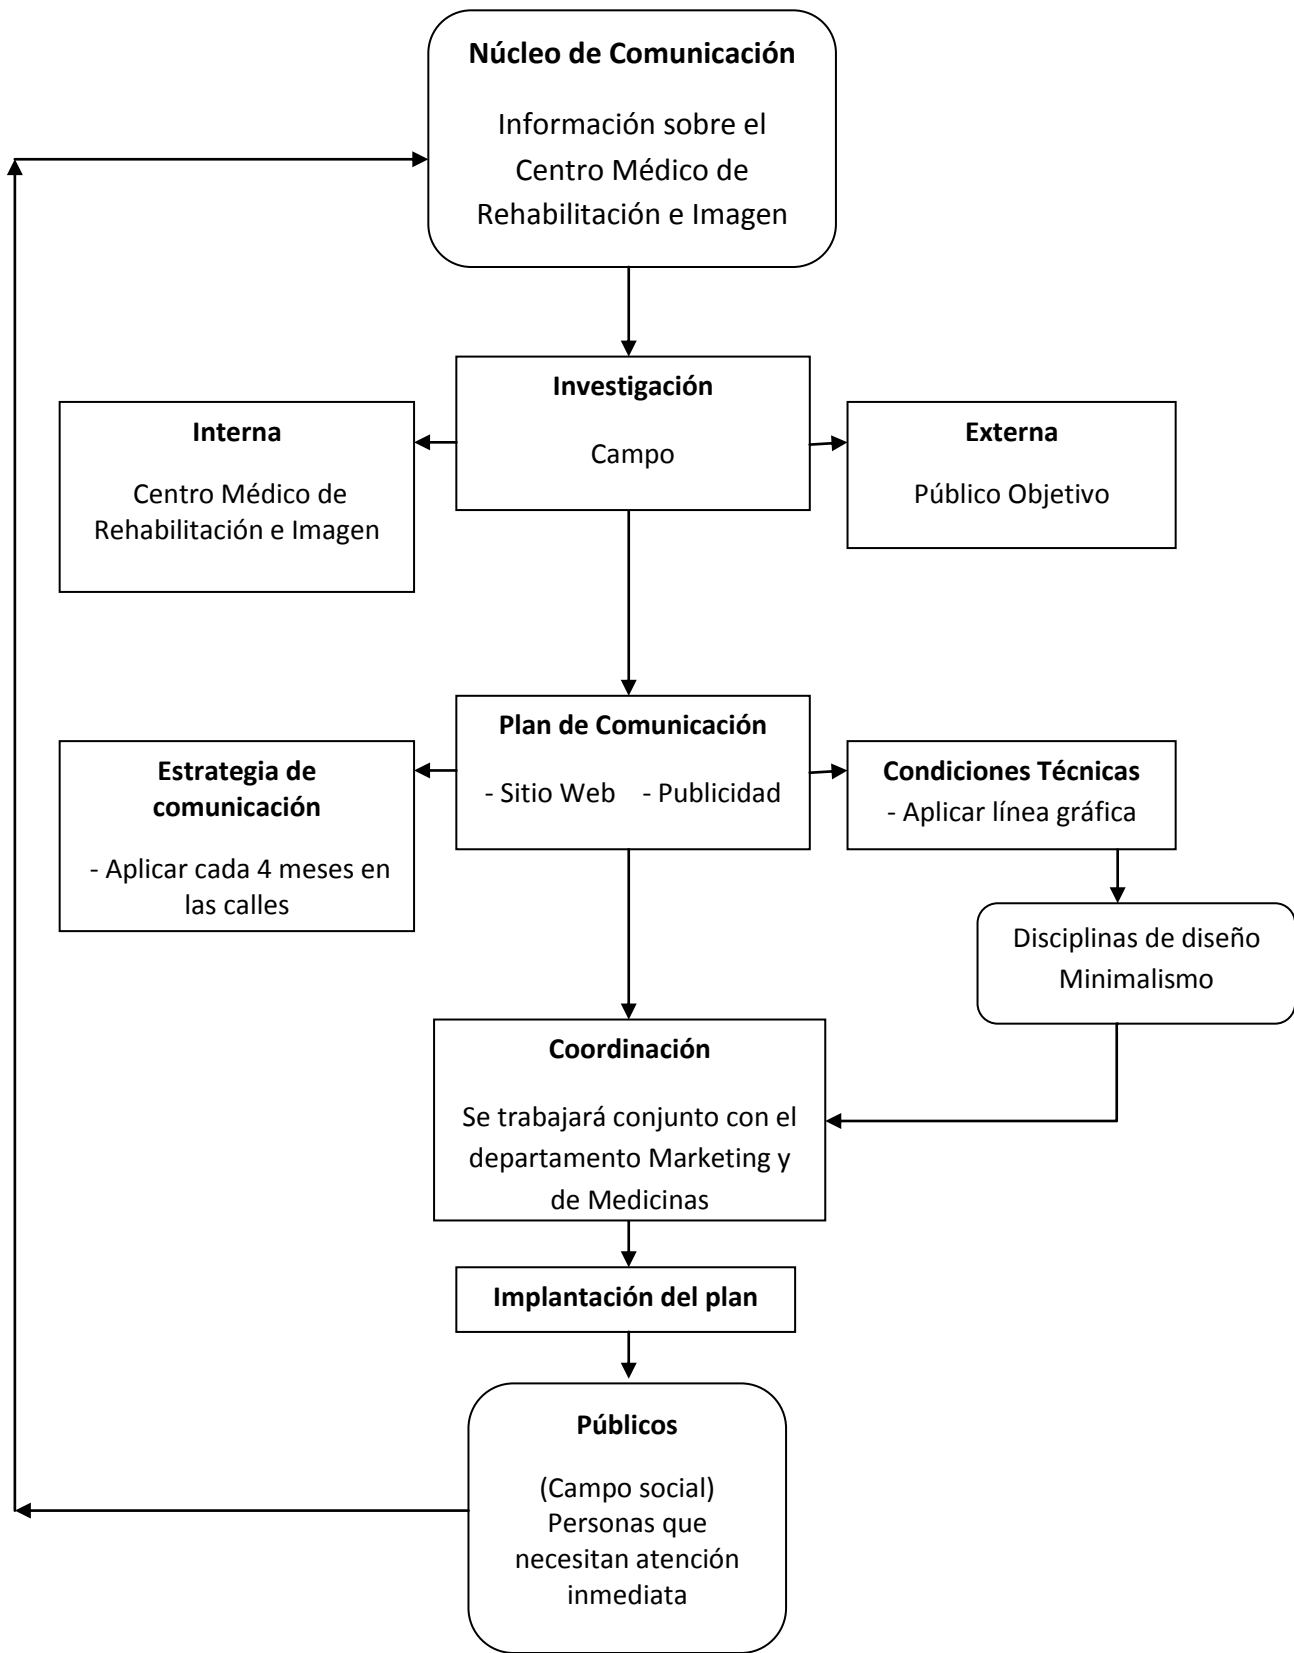 Núcleo de Comunicación
Información sobre el
Centro Médico de
Rehabilitación e Imagen
Investigación
Campo
Interna
Centro Médico de
Rehabilitación e Imagen
Externa
Público Objetivo
Plan de Comunicación
- Sitio Web - Publicidad
Estrategia de
comunicación
- Aplicar cada 4 meses en
las calles
Condiciones Técnicas
- Aplicar línea gráfica
Disciplinas de diseño
Minimalismo
Coordinación
Se trabajará conjunto con el
departamento Marketing y
de Medicinas
Implantación del plan
Públicos
(Campo social)
Personas que
necesitan atención
inmediata